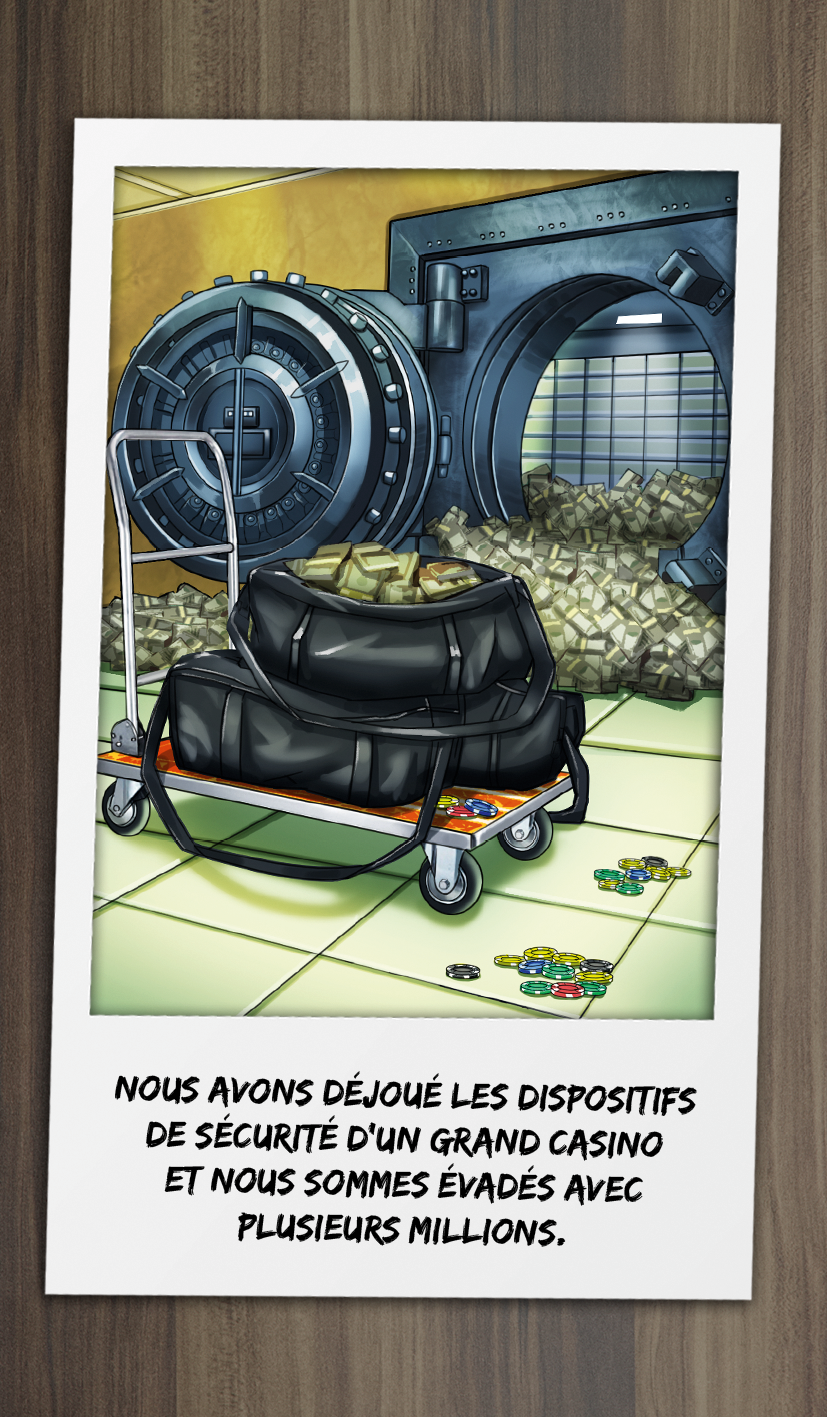 NOUS AVONS DÉJOUÉ LES DISPOSITIFS
DE SÉCURITÉ D'UN GRAND CASINO
ET NOUS SOMMES ÉVADÉS AVEC
PLUSIEURS MILLIONS.